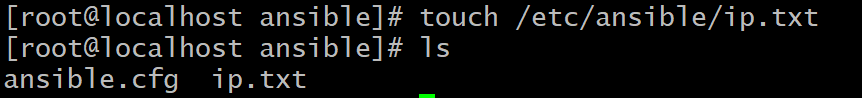 [root@localhost ansible]# touch /etc/ansible/ip.txt
[root@localhost ansible]# ls
ansible.cfg  ip.txt